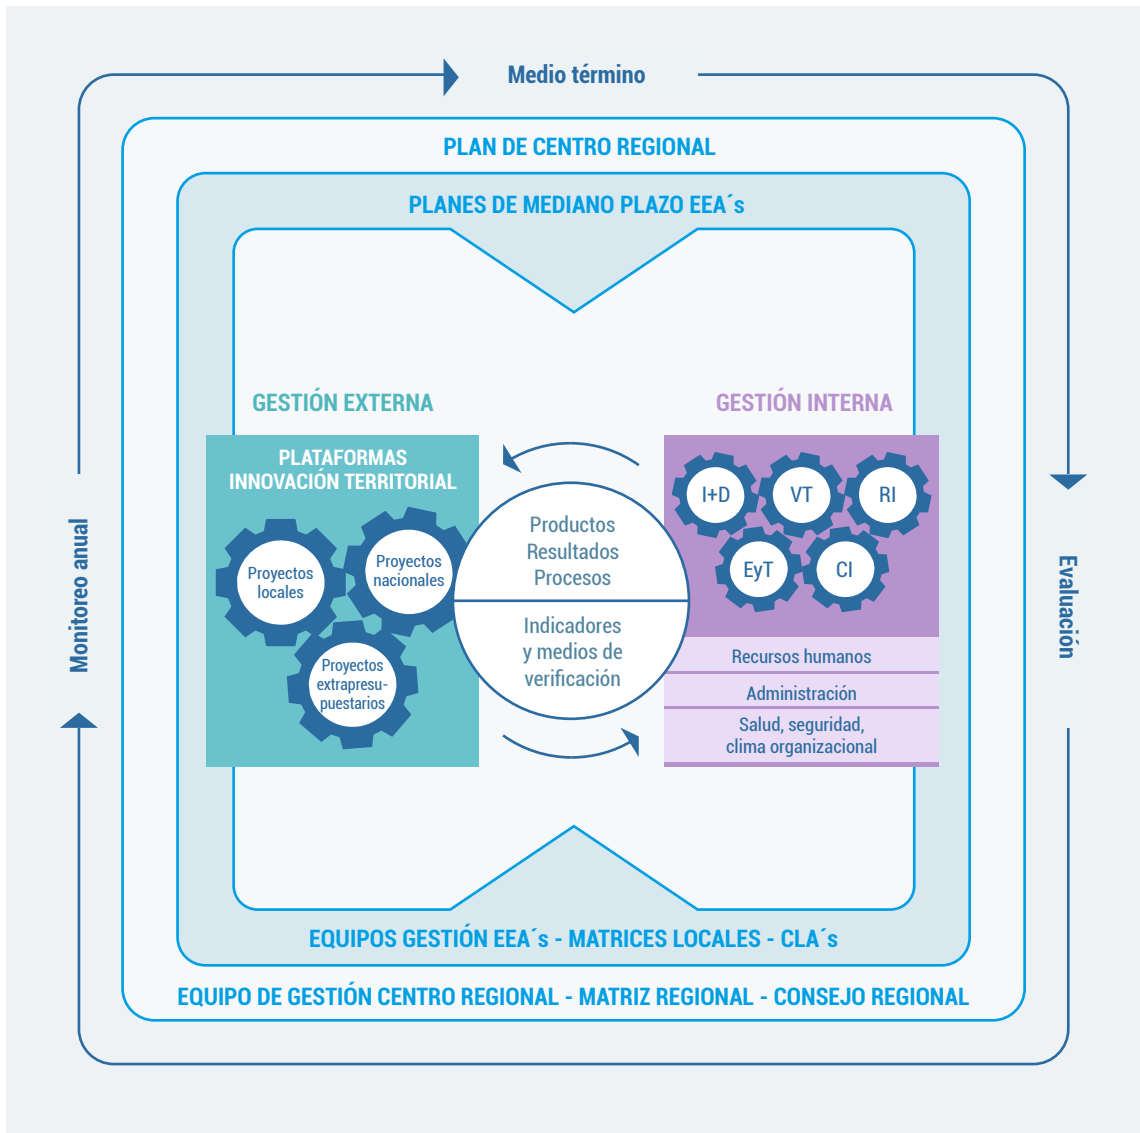 Medio término
PLAN DE CENTRO REGIONAL
PLANES DE MEDIANO PLAZO EEA´s
GESTIÓN EXTERNA
PLATAFORMAS
INNOVACIÓN TERRITORIAL
Proyectos
locales
Proyectos
nacionales
Proyectos
extrapresu-
puestarios
Productos
Resultados
Procesos
Indicadores
y medios de
verificación
GESTIÓN INTERNA
I+D
VT
RI
EyT
CI
Recursos humanos
Administración
Salud, seguridad,
clima organizacional
Monitoreo anual
Evaluación
EQUIPOS GESTIÓN EEA´s - MATRICES LOCALES - CLA´s
EQUIPO DE GESTIÓN CENTRO REGIONAL - MATRIZ REGIONAL - CONSEJO REGIONAL